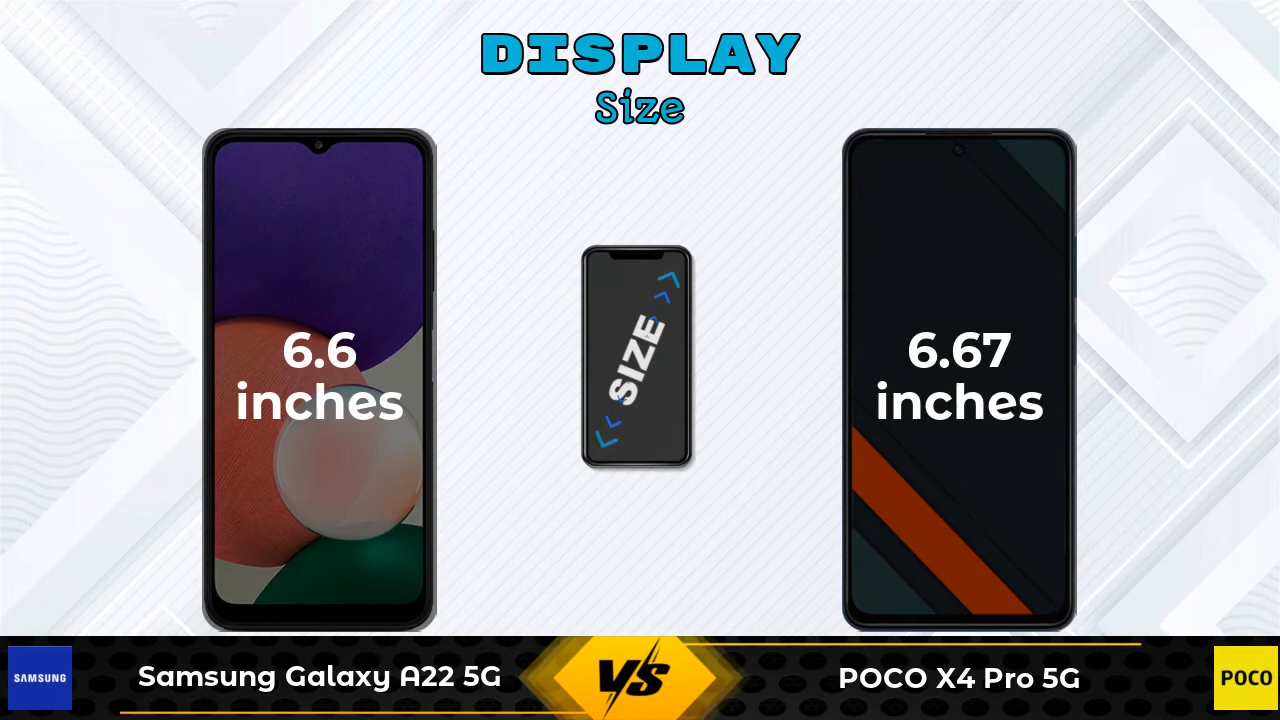 DISPLAY
Size
6.6
inches
SIZE
6.67
inches
SAMSUNG
Samsung Galaxy A22 5G
VS
POCO X4 Pro 5G
POCO